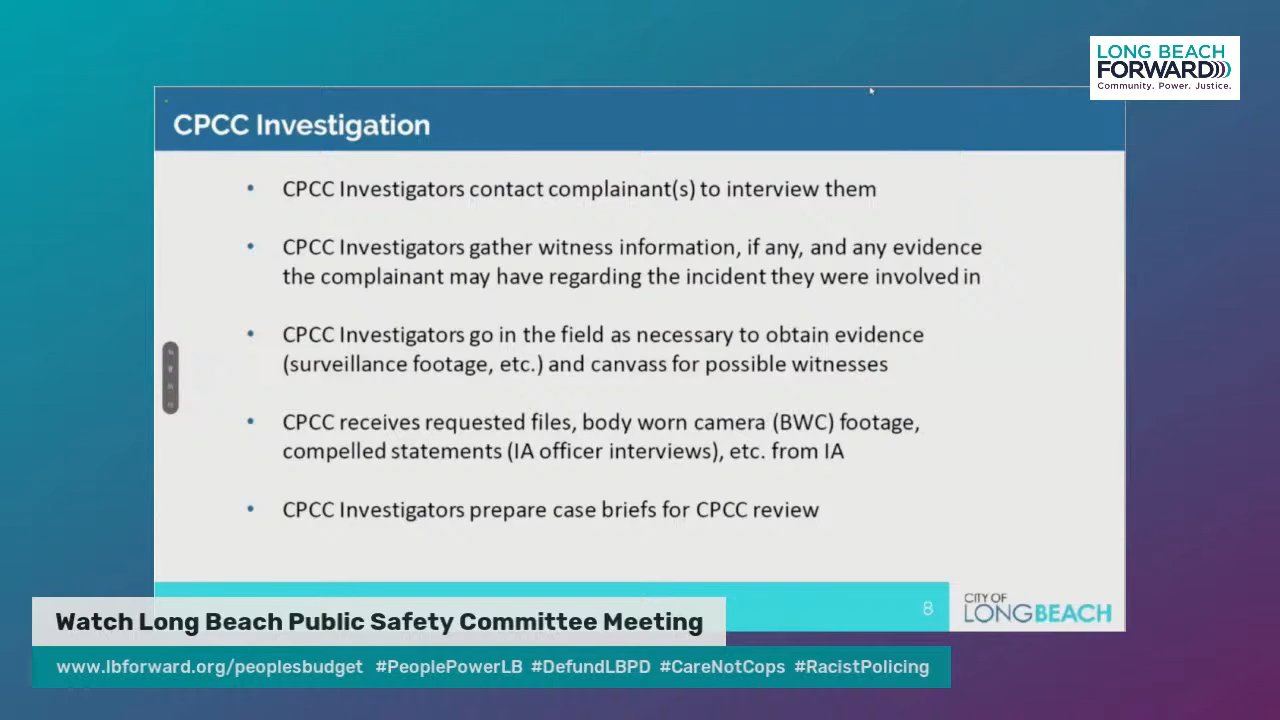 LONG BEACH
FORWARD
Community. Power. Justice.
CPCC Investigation
• CPCC Investigators contact complainant(s) to interview them
• CPCC Investigators gather witness information, if any, and any evidence
the complainant may have regarding the incident they were involved in
• CPCC Investigators go in the field as necessary to obtain evidence
(surveillance footage, etc.) and canvass for possible witnesses
• CPCC receives requested files, body worn camera (BWC) footage,
compelled statements (IA officer interviews), etc. from IA
• CPCC Investigators prepare case briefs for CPCC review
8
CITY OF
LONGBEACH
Watch Long Beach Public Safety Committee Meeting
www.lbforward.org/peoplesbudget #PeoplePowerLB #DefundLBPD #CareNotCops #RacistPolicing